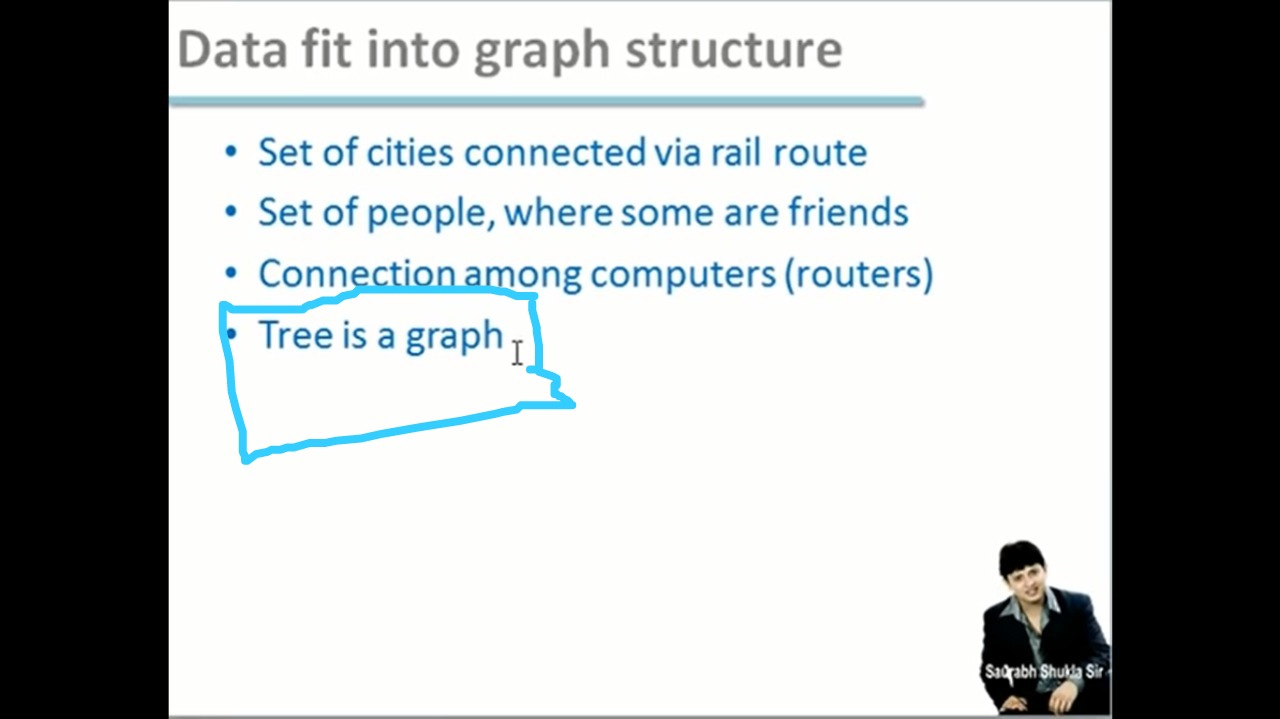 Data fit into graph structure
• Set of cities connected via rail route
• Set of people, where some are friends
• Connection among computers (routers)
• Tree is a graph
Saurabh Shukla Sir